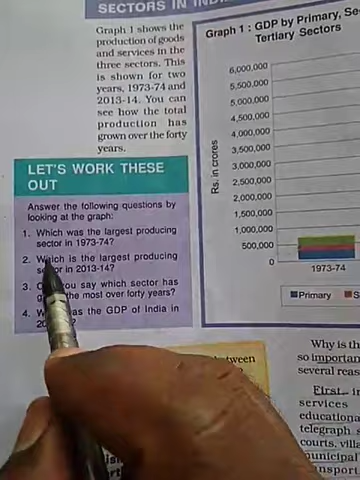 SECTORS IN
Graph 1 shows the
production of goods
and services in the
three sectors. This
is shown for two
years, 1973-74 and
2013-14. You can
see how the total
production has
grown over the forty
years.
LET'S WORK THESE
OUT
Answer the following questions by
looking at the graph:
1. Which was the largest producing
sector in 1973-74?
2. Which is the largest producing
sector in 2013-14?
3. you say which sector has
the most over forty years?
4. as the GDP of India in
Graph 1 : GDP by Primary,
Tertiary Sectors
Rs. in crores
6,000,000
5,500,000
5,000,000
4,500,000
4,000,000
3,500,000
3,000,000
2,500,000
2,000,000
1,500,000
1,000,000
500,000
0
1973-74
Primary
Why is th
so importan
several reas
First, in
services
educationa
telegraph s
courts, villa
municipal
etween